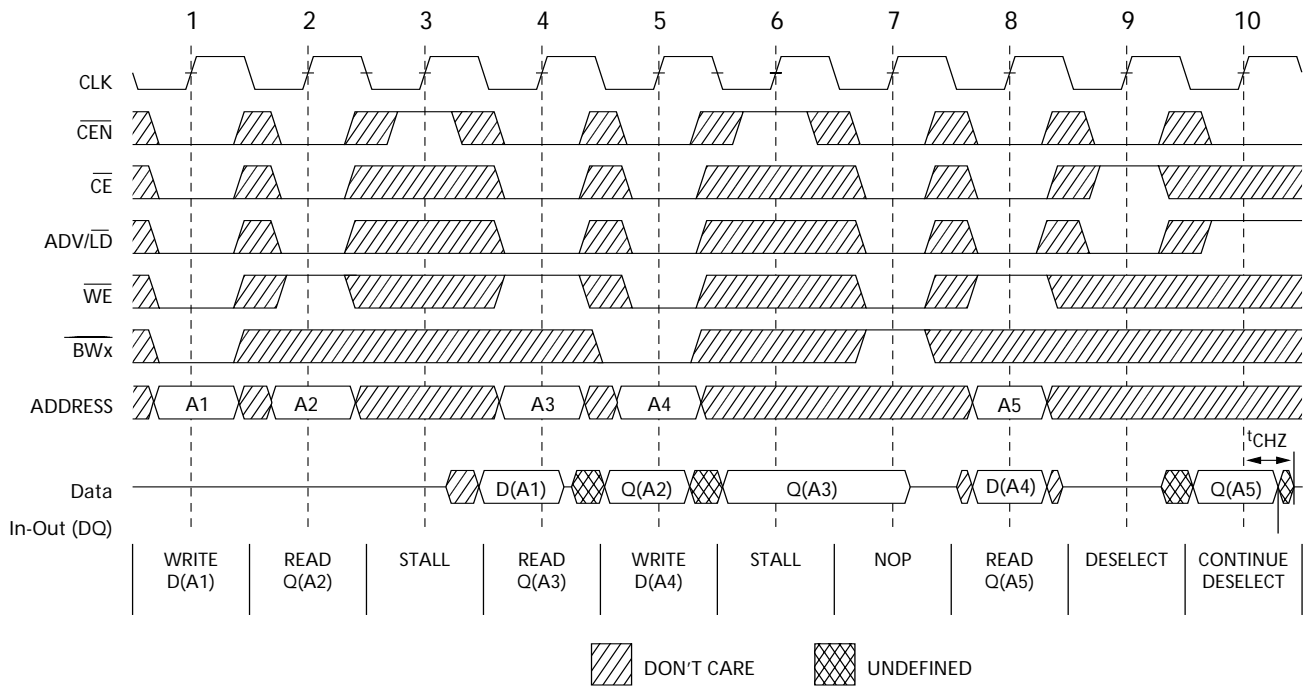 1 2 3 4 5 6 7 8 9 10
CLK
CEN
CE
ADV/LD
WE
BWx
ADDRESS A1 A2 A3 A4 A5
tCHZ
Data D(A1) Q(A2) Q(A3) D(A4) Q(A5)
In-Out (DQ)
WRITE READ STALL READ WRITE STALL NOP READ DESELECT CONTINUE
D(A1) Q(A2) Q(A3) D(A4) Q(A5) DESELECT
DON'T CARE UNDEFINED